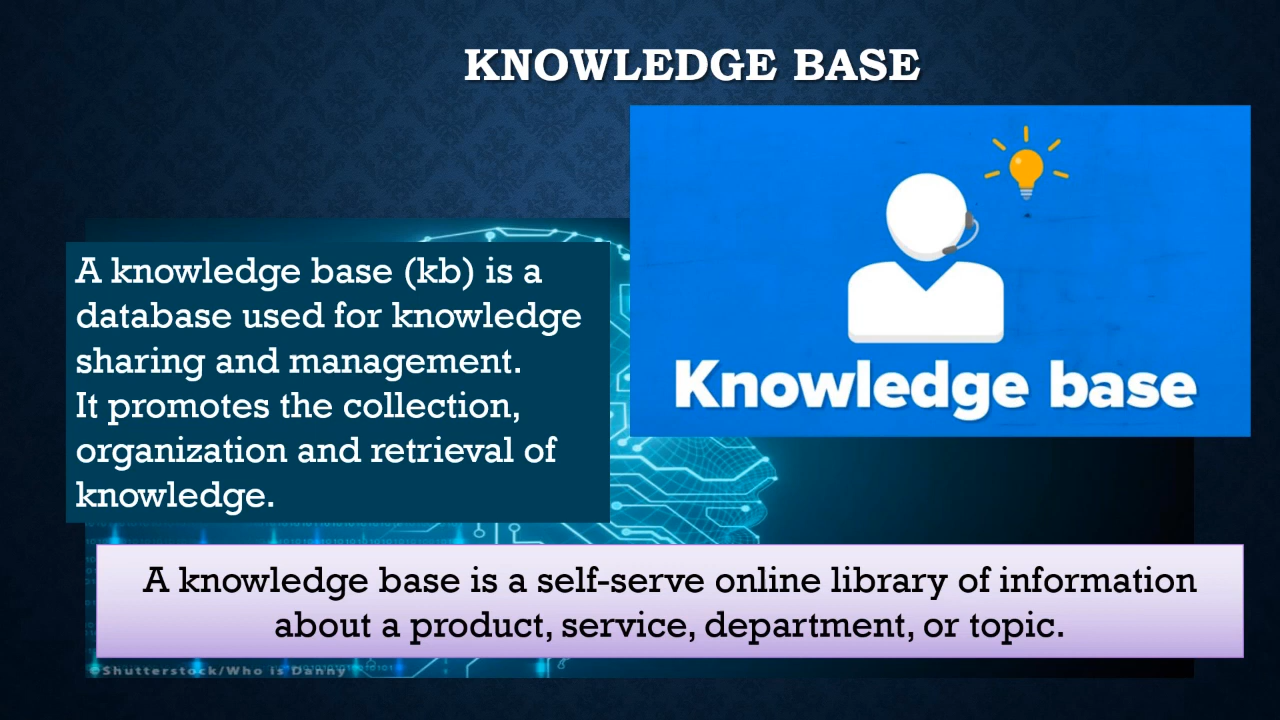 KNOWLEDGE BASE
A knowledge base (kb) is a
database used for knowledge
sharing and management.
It promotes the collection,
organization and retrieval of
knowledge.
Knowledge base
A knowledge base is a self-serve online library of information
about a product, service, department, or topic.
©Shutterstock/Who is Danny